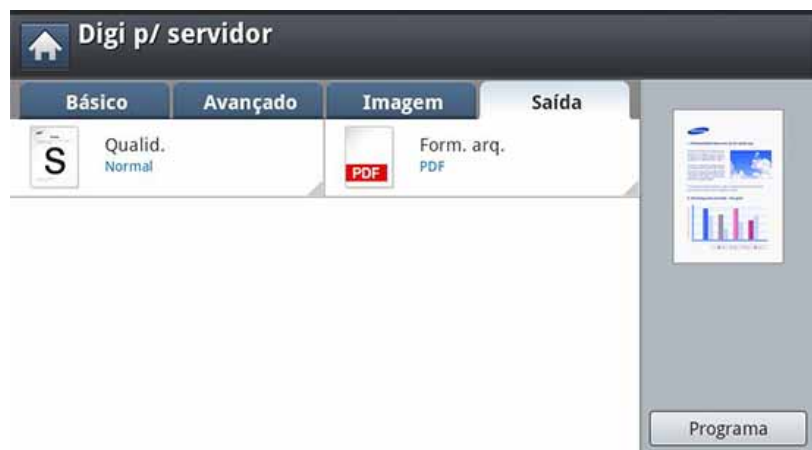 Digi p/ servidor
Básico
Avançado
Imagem
Saída
S
Qualid.
Normal
PDF
Form. arq.
PDF
Programa